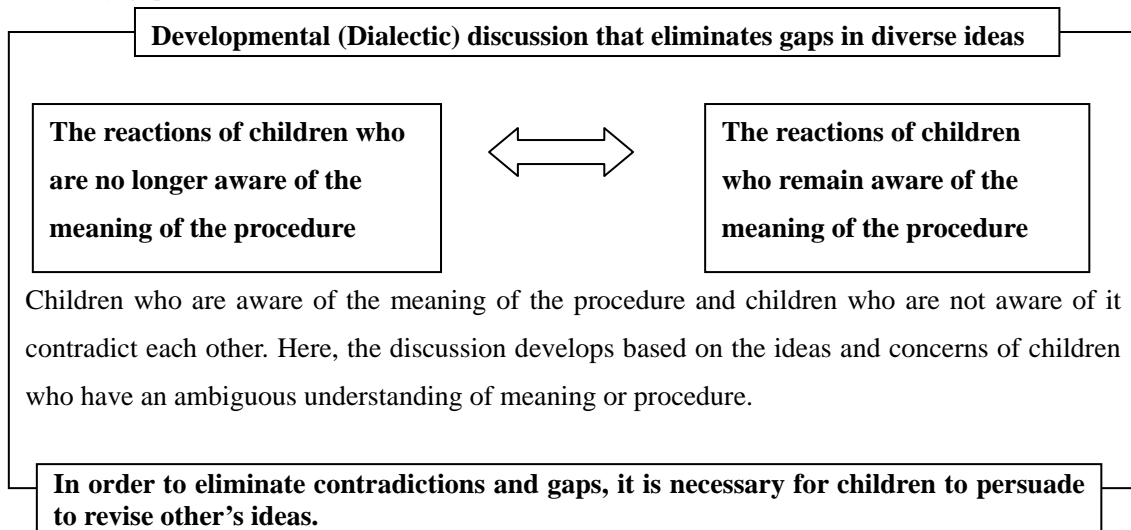 Developmental (Dialectic) discussion that eliminates gaps in diverse ideas
The reactions of children who
are no longer aware of the
meaning of the procedure
The reactions of children
who remain aware of the
meaning of the procedure
Children who are aware of the meaning of the procedure and children who are not aware of it
contradict each other. Here, the discussion develops based on the ideas and concerns of children
who have an ambiguous understanding of meaning or procedure.
In order to eliminate contradictions and gaps, it is necessary for children to persuade
to revise other's ideas.